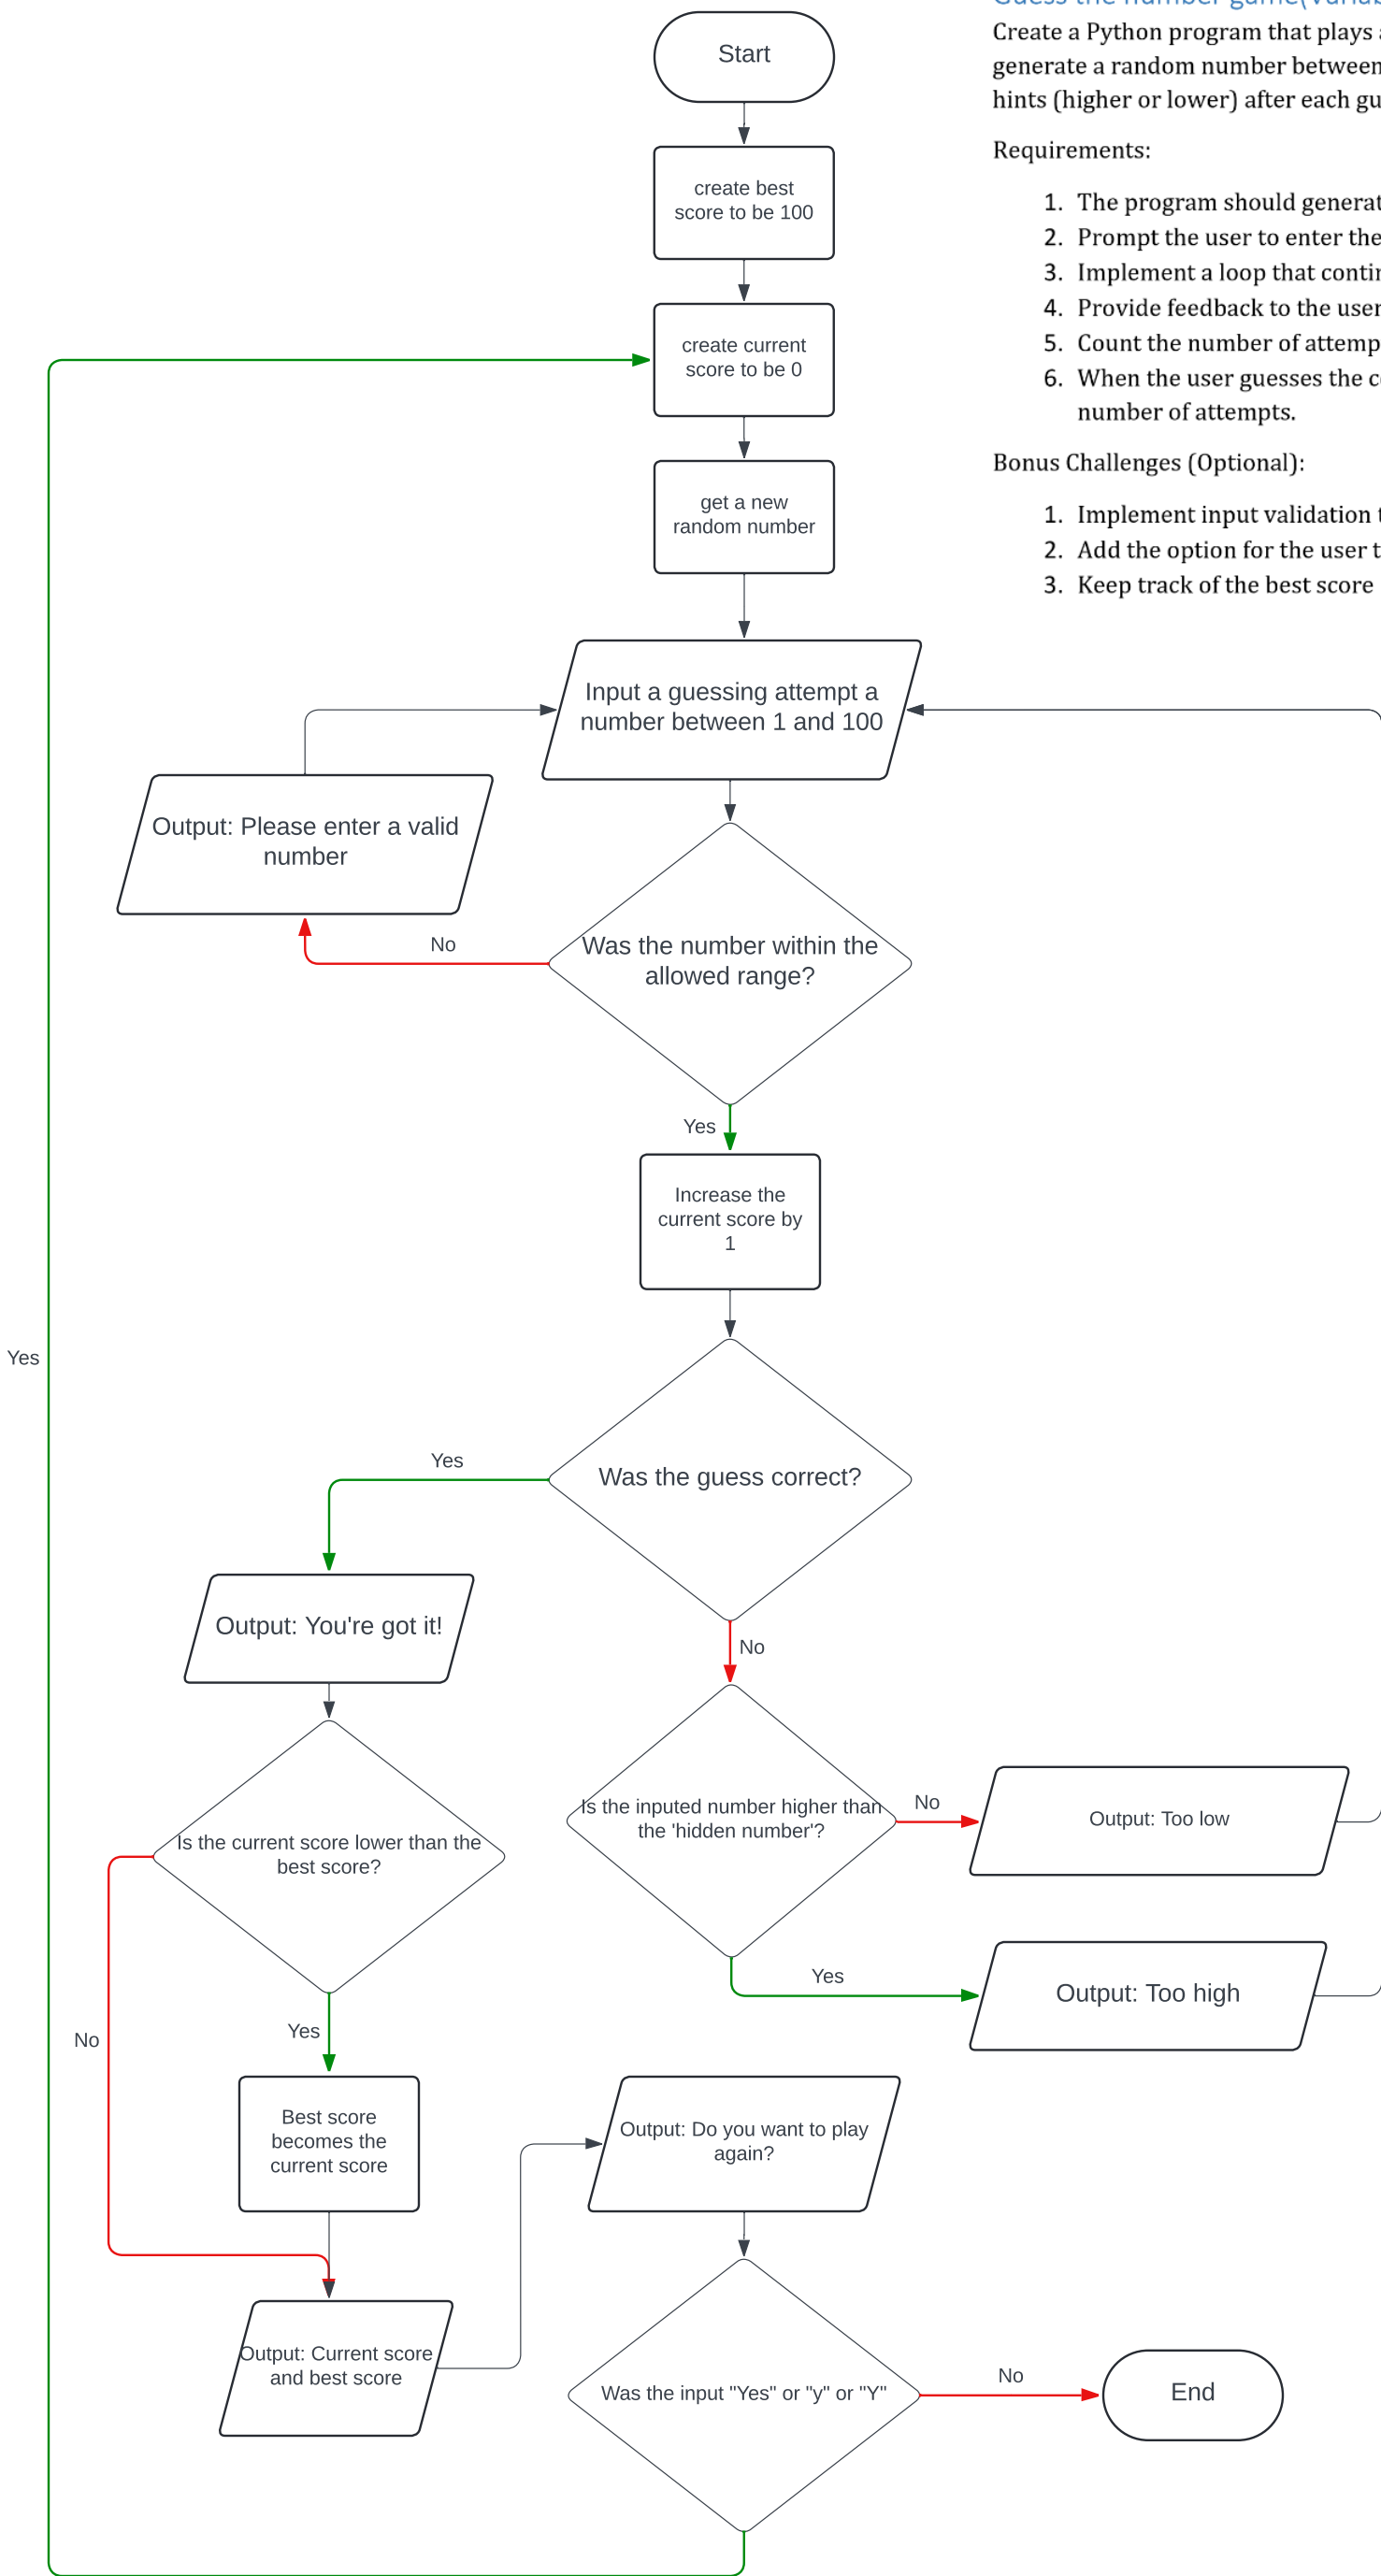 Start
create best
score to be 100
create current
score to be 0
get a new
random number
Input a guessing attempt a
number between 1 and 100
Output: Please enter a valid
number
No
Was the number within the
allowed range?
Yes
Increase the
current score by
1
Yes
Yes
Was the guess correct?
Output: You're got it!
No
Is the current score lower than the
best score?
Is the inputed number higher than
the 'hidden number'?
No
Output: Too low
Yes
Output: Too high
No
Yes
Best score
becomes the
current score
Output: Do you want to play
again?
Output: Current score
and best score
Was the input "Yes" or "y" or "Y"
No
End
Guess the number game
Create a Python program that plays
generate a random number between
hints (higher or lower) after each
Requirements:
1. The program should
2. Prompt the user to enter the
3. Implement a loop that
4. Provide feedback to the user
5. Count the number of
6. When the user guesses the
number of attempts.
Bonus Challenges (Optional):
1. Implement input validation
2. Add the option for the user
3. Keep track of the best score